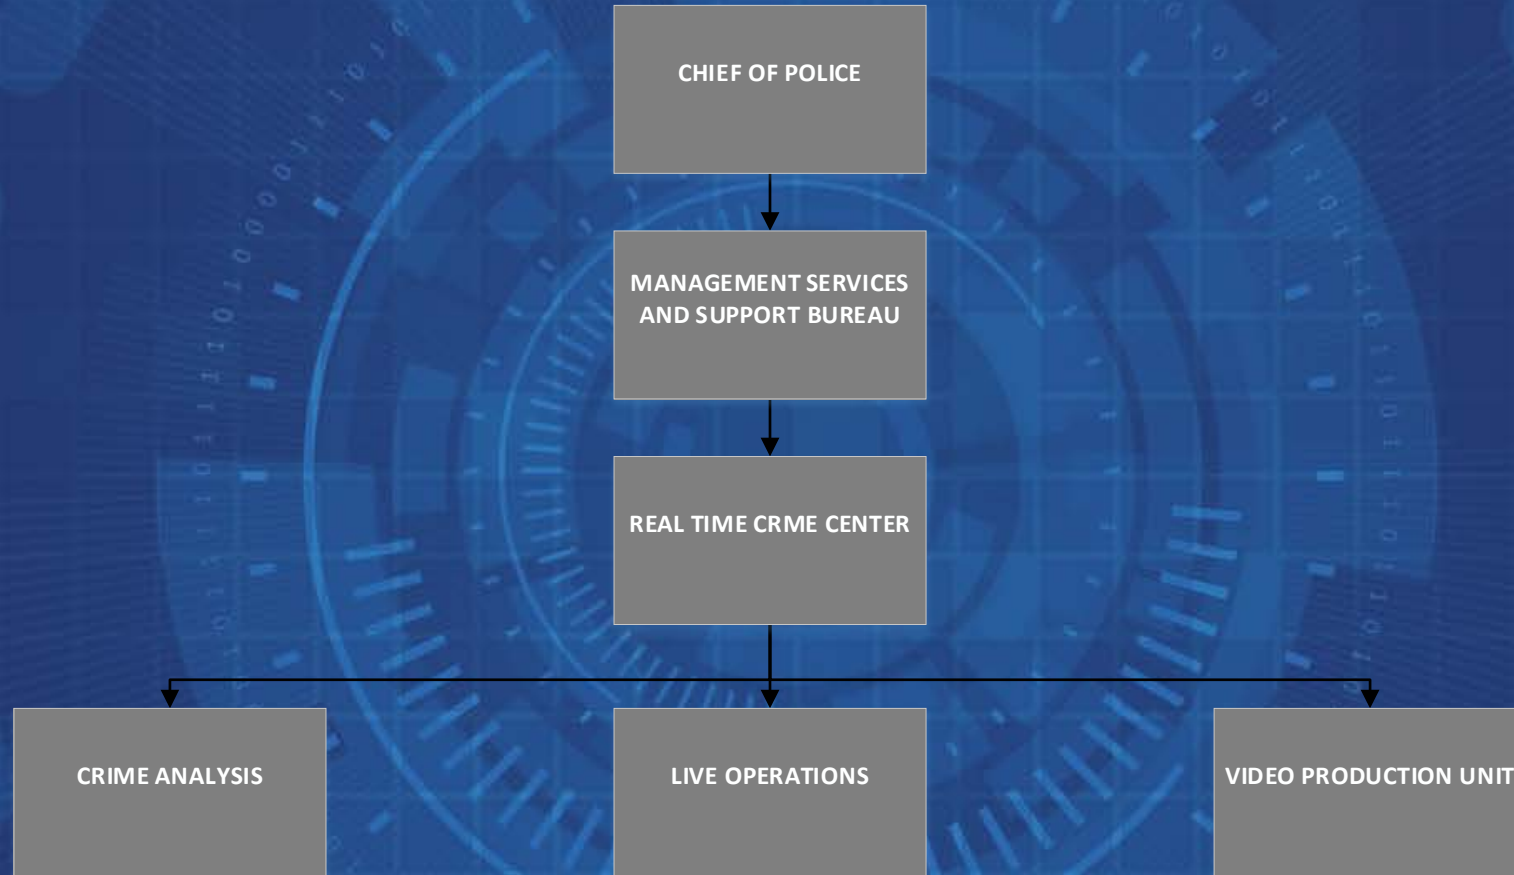 CHIEF OF POLICE
MANAGEMENT SERVICES
AND SUPPORT BUREAU
REAL TIME CRME CENTER
CRIME ANALYSIS
LIVE OPERATIONS
VIDEO PRODUCTION UNIT